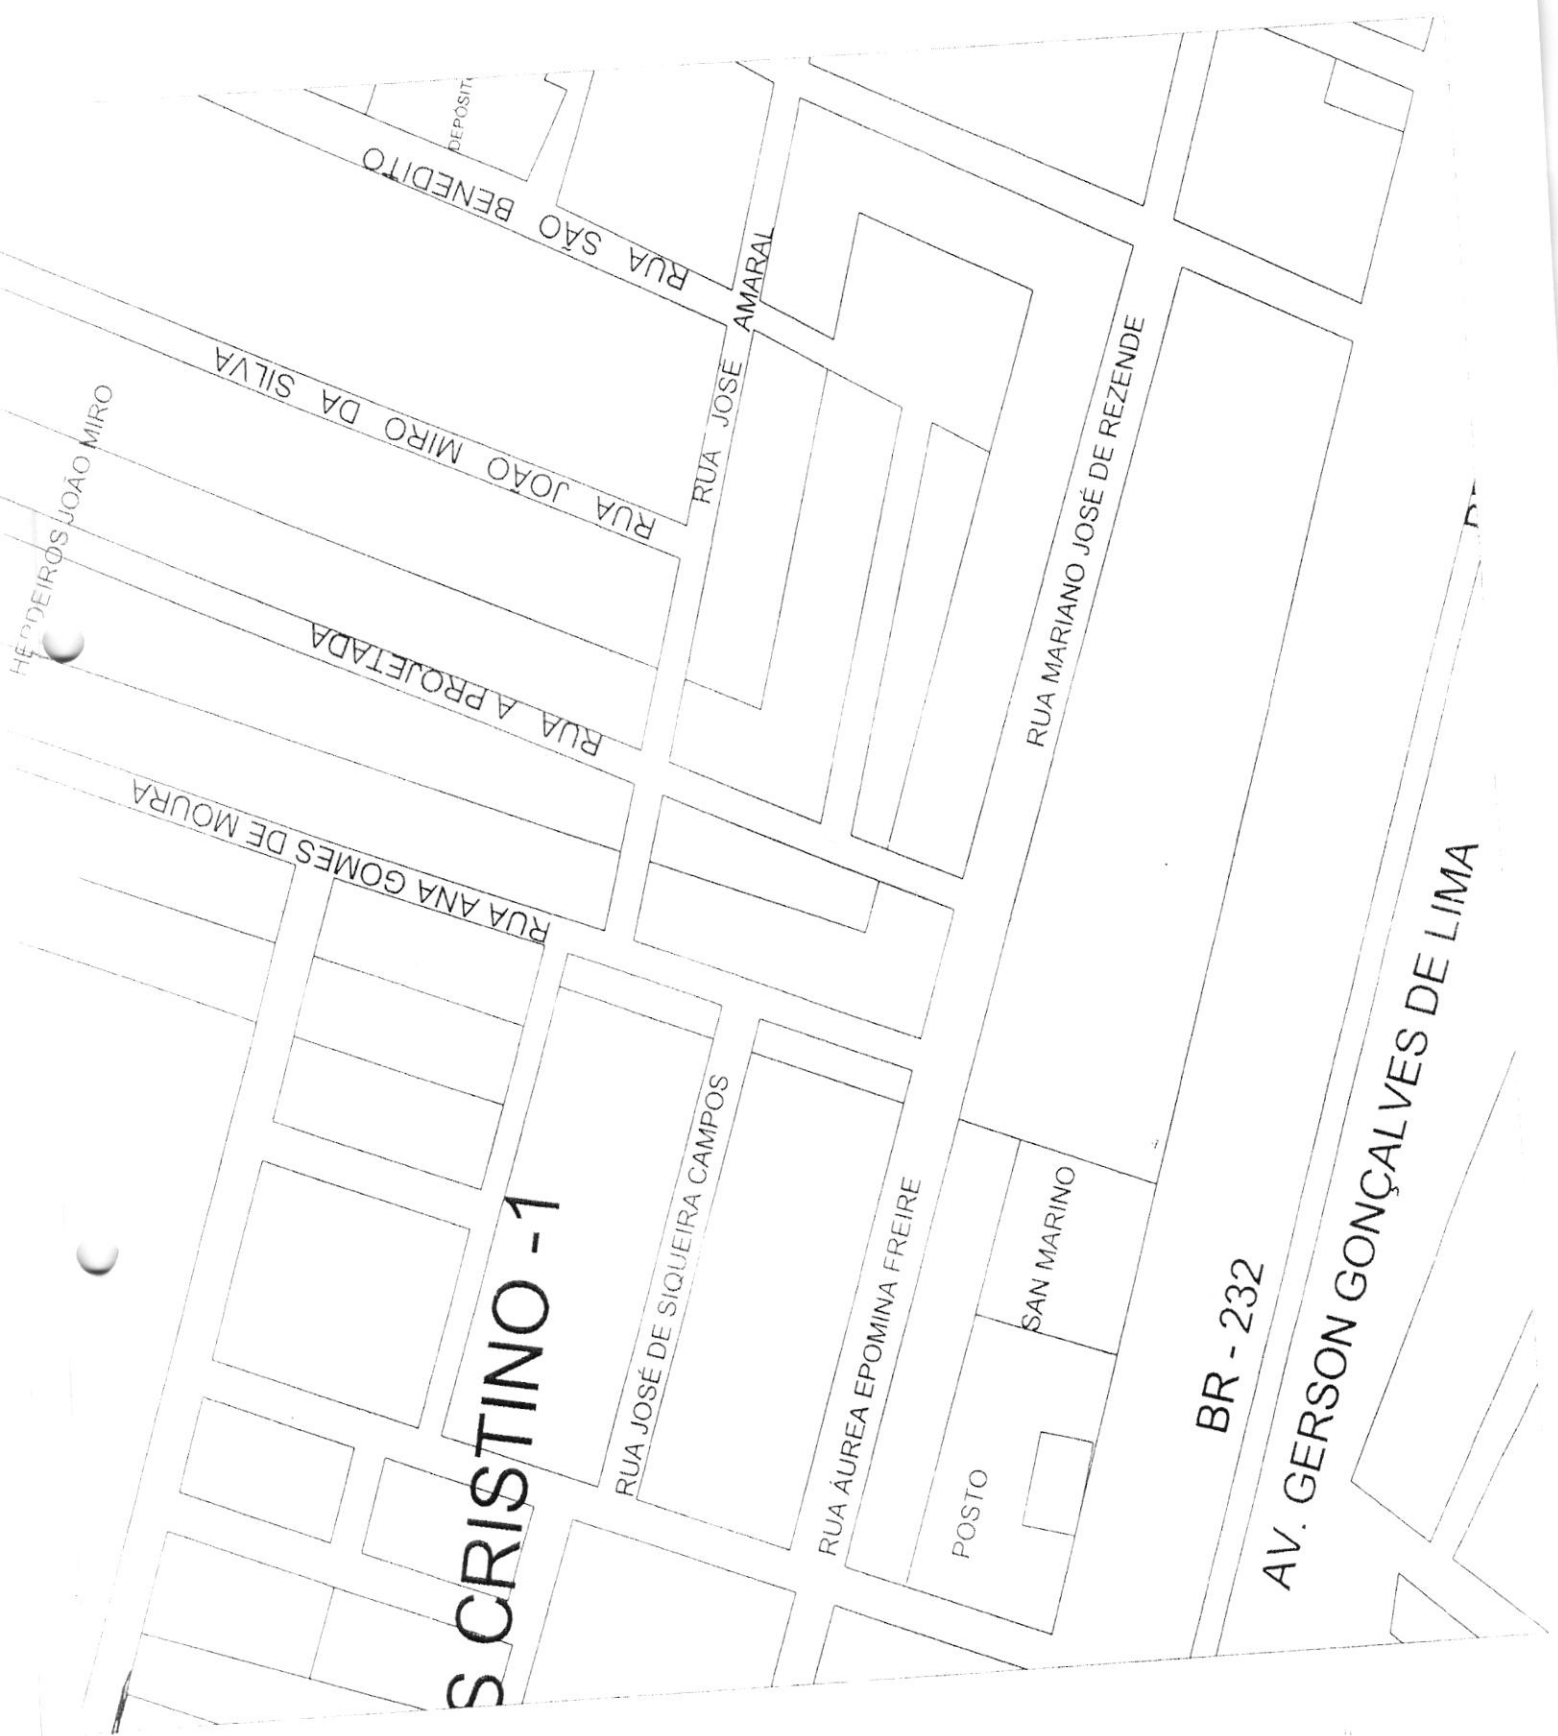 DEPÓSIT
RUA SÃO BENEDITO
RUA JOSÉ AMARAL
RUA JOÃO MIRO DA SILVA
HERDEIROS JOÃO MIRO
RUA A PROJETADA
RUA ANA GOMES DE MOURA
RUA MARIANO JOSÉ DE REZENDE
S CRISTINO -1
RUA JOSÉ DE SIQUEIRA CAMPOS
RUA ÁUREA EPOMINA FREIRE
SAN MARINO
POSTO
BR - 232
AV. GERSON GONÇALVES DE LIMA